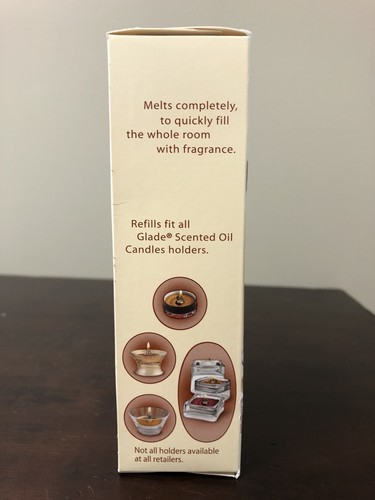 Melts completely,
to quickly fill
the whole room
with fragrance.
Refills fit all
Glade® Scented Oil
Candles holders.
Not all holders available
at all retailers.